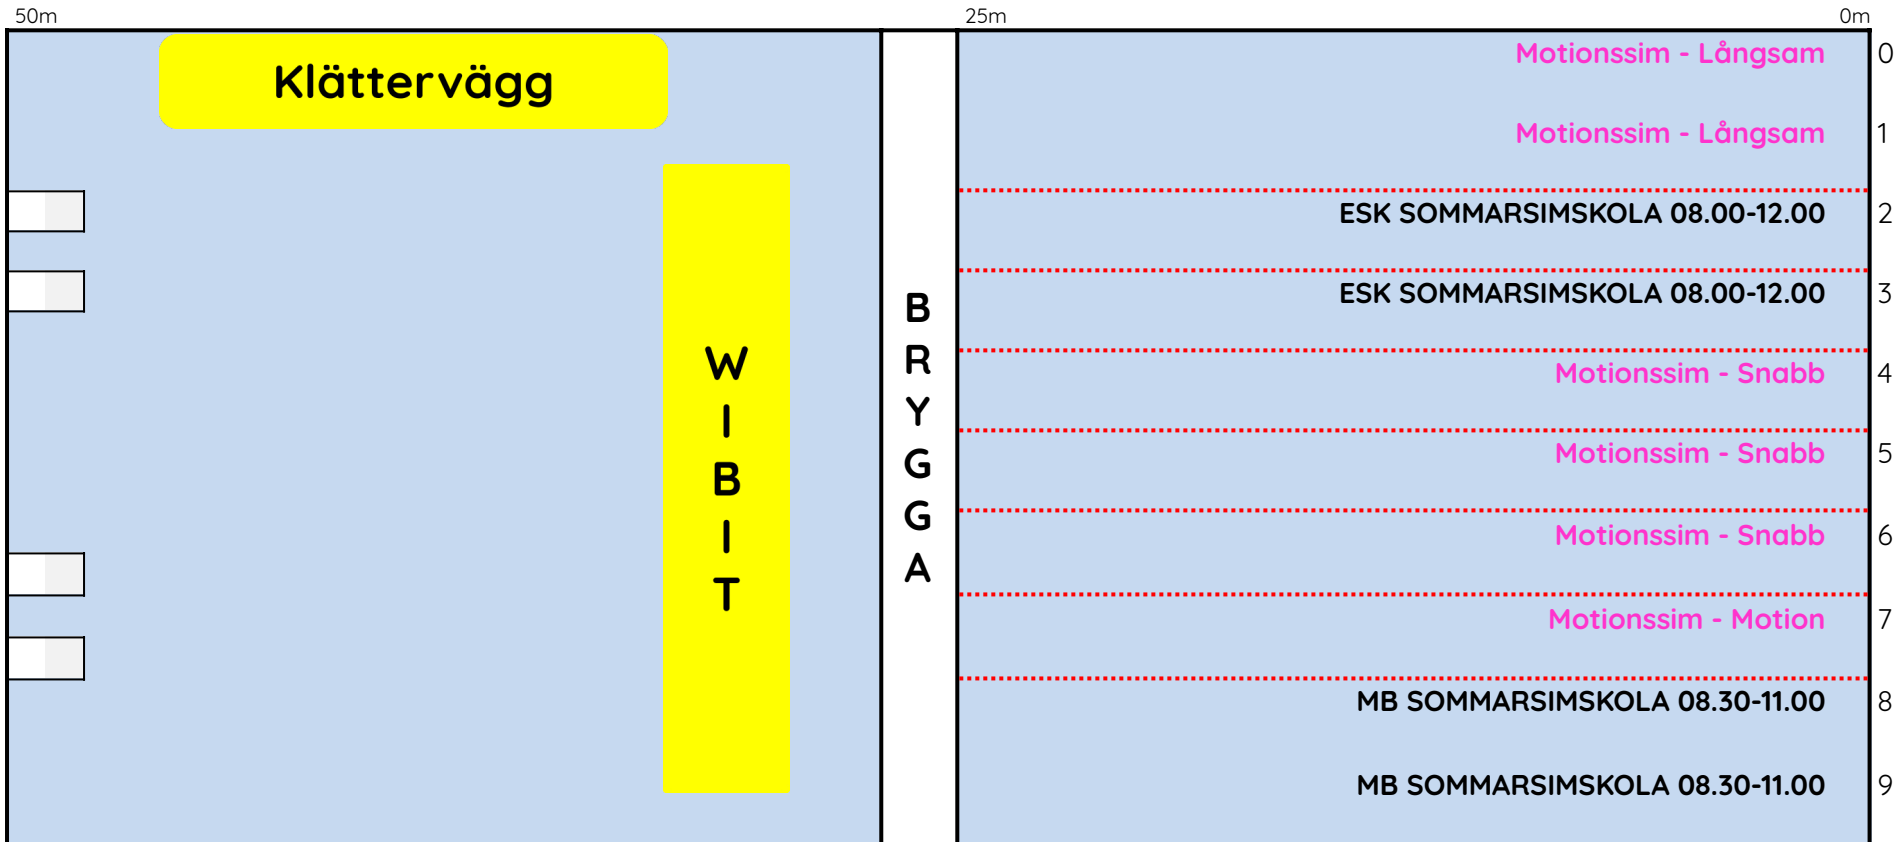 50m
25m
0m
Klättervägg
WIBIT
BRYGGA
Motionssim - Långsam 0
Motionssim - Långsam 1
ESK SOMMARSIMSKOLA 08.00-12.00 2
ESK SOMMARSIMSKOLA 08.00-12.00 3
Motionssim - Snabb 4
Motionssim - Snabb 5
Motionssim - Snabb 6
Motionssim - Motion 7
MB SOMMARSIMSKOLA 08.30-11.00 8
MB SOMMARSIMSKOLA 08.30-11.00 9